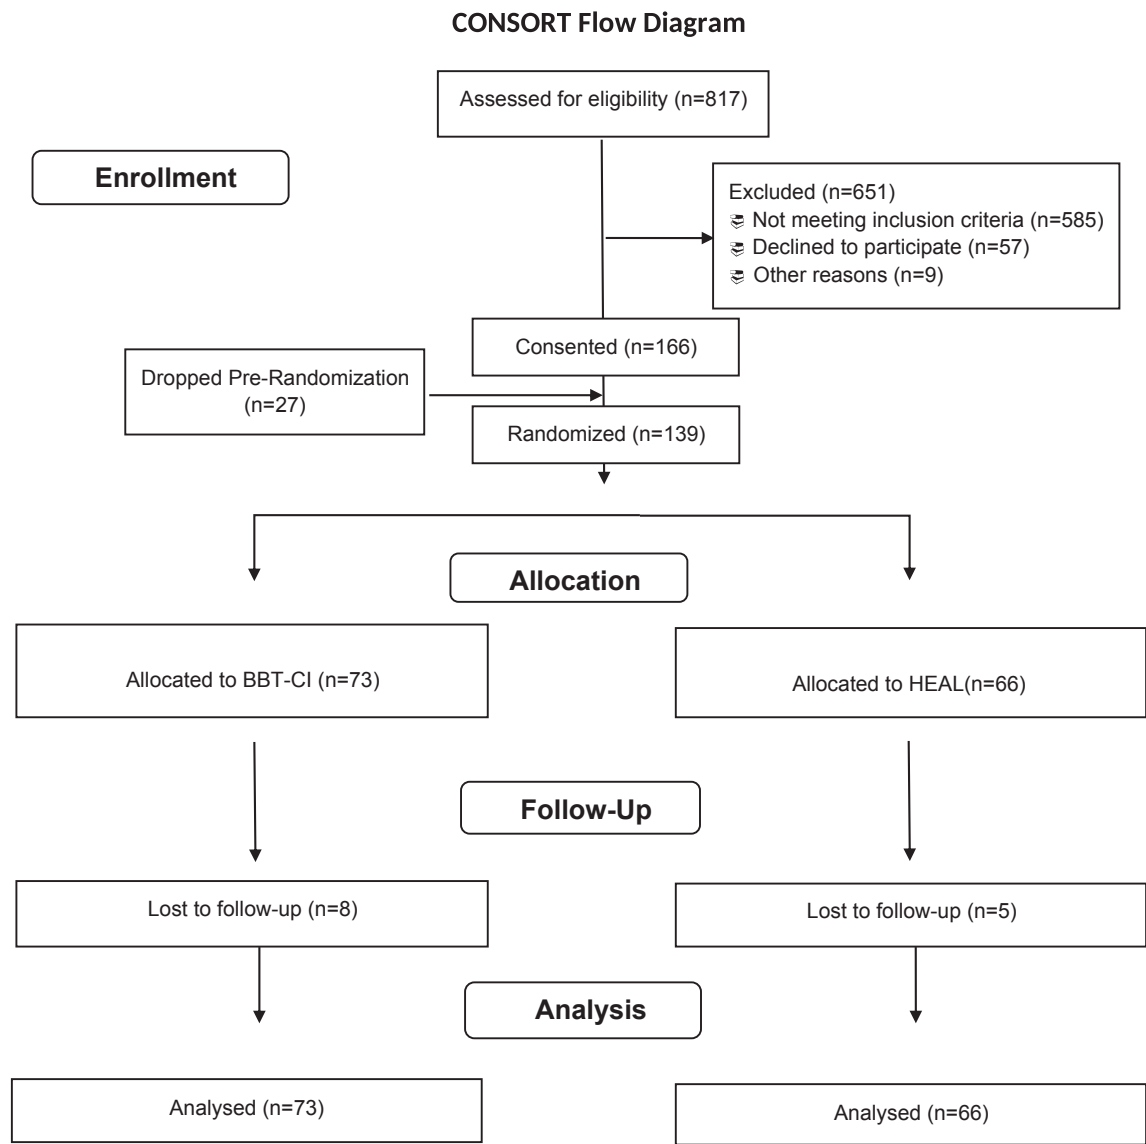 CONSORT Flow Diagram
Assessed for eligibility (n=817)
Enrollment
Excluded (n=651)
Not meeting inclusion criteria (n=585)
Declined to participate (n=57)
Other reasons (n=9)
Consented (n=166)
Dropped Pre-Randomization
(n=27)
Randomized (n=139)
Allocation
Allocated to BBT-CI (n=73)
Allocated to HEAL(n=66)
Follow-Up
Lost to follow-up (n=8)
Lost to follow-up (n=5)
Analysis
Analysed (n=73)
Analysed (n=66)